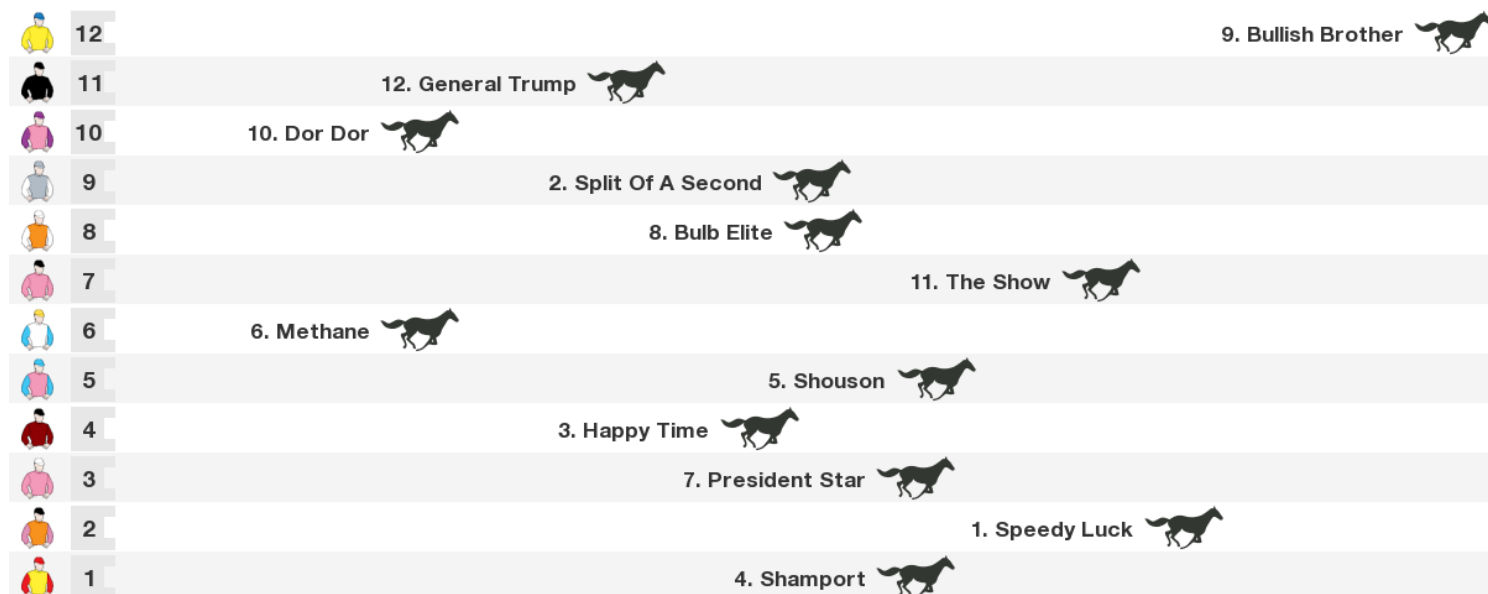 12 9. Bullish Brother
11 12. General Trump
10 10. Dor Dor
9 2. Split Of A Second
8 8. Bulb Elite
7 11. The Show
6 6. Methane
5 5. Shouson
4 3. Happy Time
3 7. President Star
2 1. Speedy Luck
1 4. Shamport